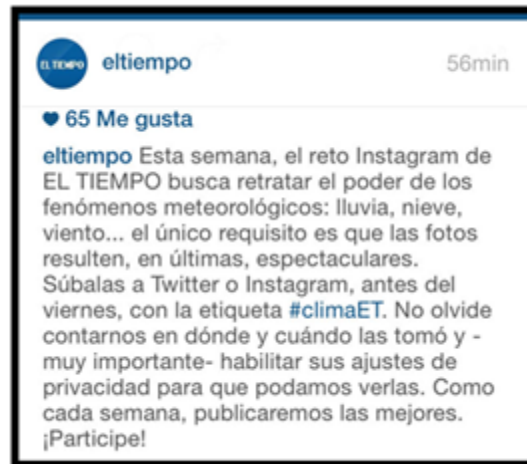 EL TIEMPO
eltiempo
56min
65 Me gusta
eltiempo Esta semana, el reto Instagram de
EL TIEMPO busca retratar el poder de los
fenómenos meteorológicos: lluvia, nieve,
viento... el único requisito es que las fotos
resulten, en últimas, espectaculares.
Súbalas a Twitter o Instagram, antes del
viernes, con la etiqueta #climaET. No olvide
contarnos en dónde y cuándo las tomó y -
muy importante- habilitar sus ajustes de
privacidad para que podamos verlas. Como
cada semana, publicaremos las mejores.
¡Participe!